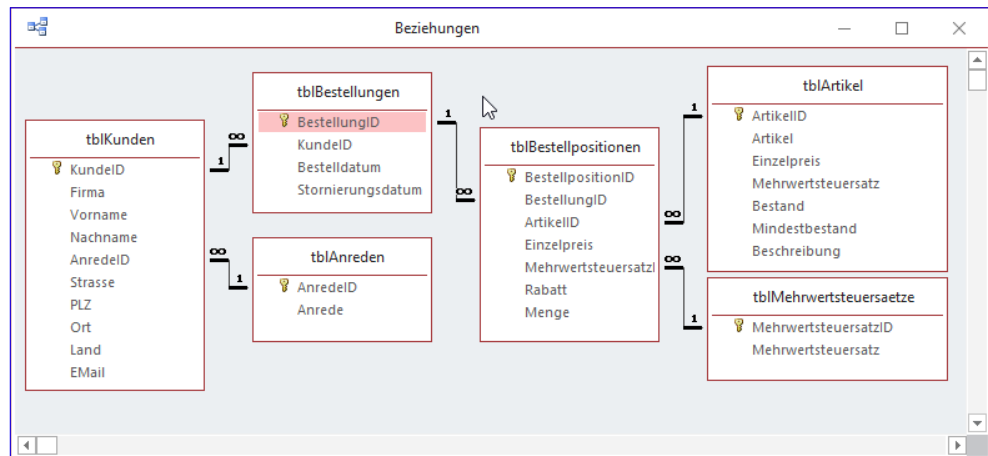 Beziehungen
tblKunden
KundeID
Firma
Vorname
Nachname
AnredeID
Strasse
PLZ
Ort
Land
EMail
1
∞
∞
1
tblBestellungen
BestellungID
KundeID
Bestelldatum
Stornierungsdatum
tblAnreden
AnredeID
Anrede
1
∞
tblBestellpositionen
BestellpositionID
BestellungID
ArtikelID
Einzelpreis
MehrwertsteuersatzI
Rabatt
Menge
1
∞
∞
1
tblArtikel
ArtikelID
Artikel
Einzelpreis
Mehrwertsteuersatz
Bestand
Mindestbestand
Beschreibung
tblMehrwertsteuersaetze
MehrwertsteuersatzID
Mehrwertsteuersatz